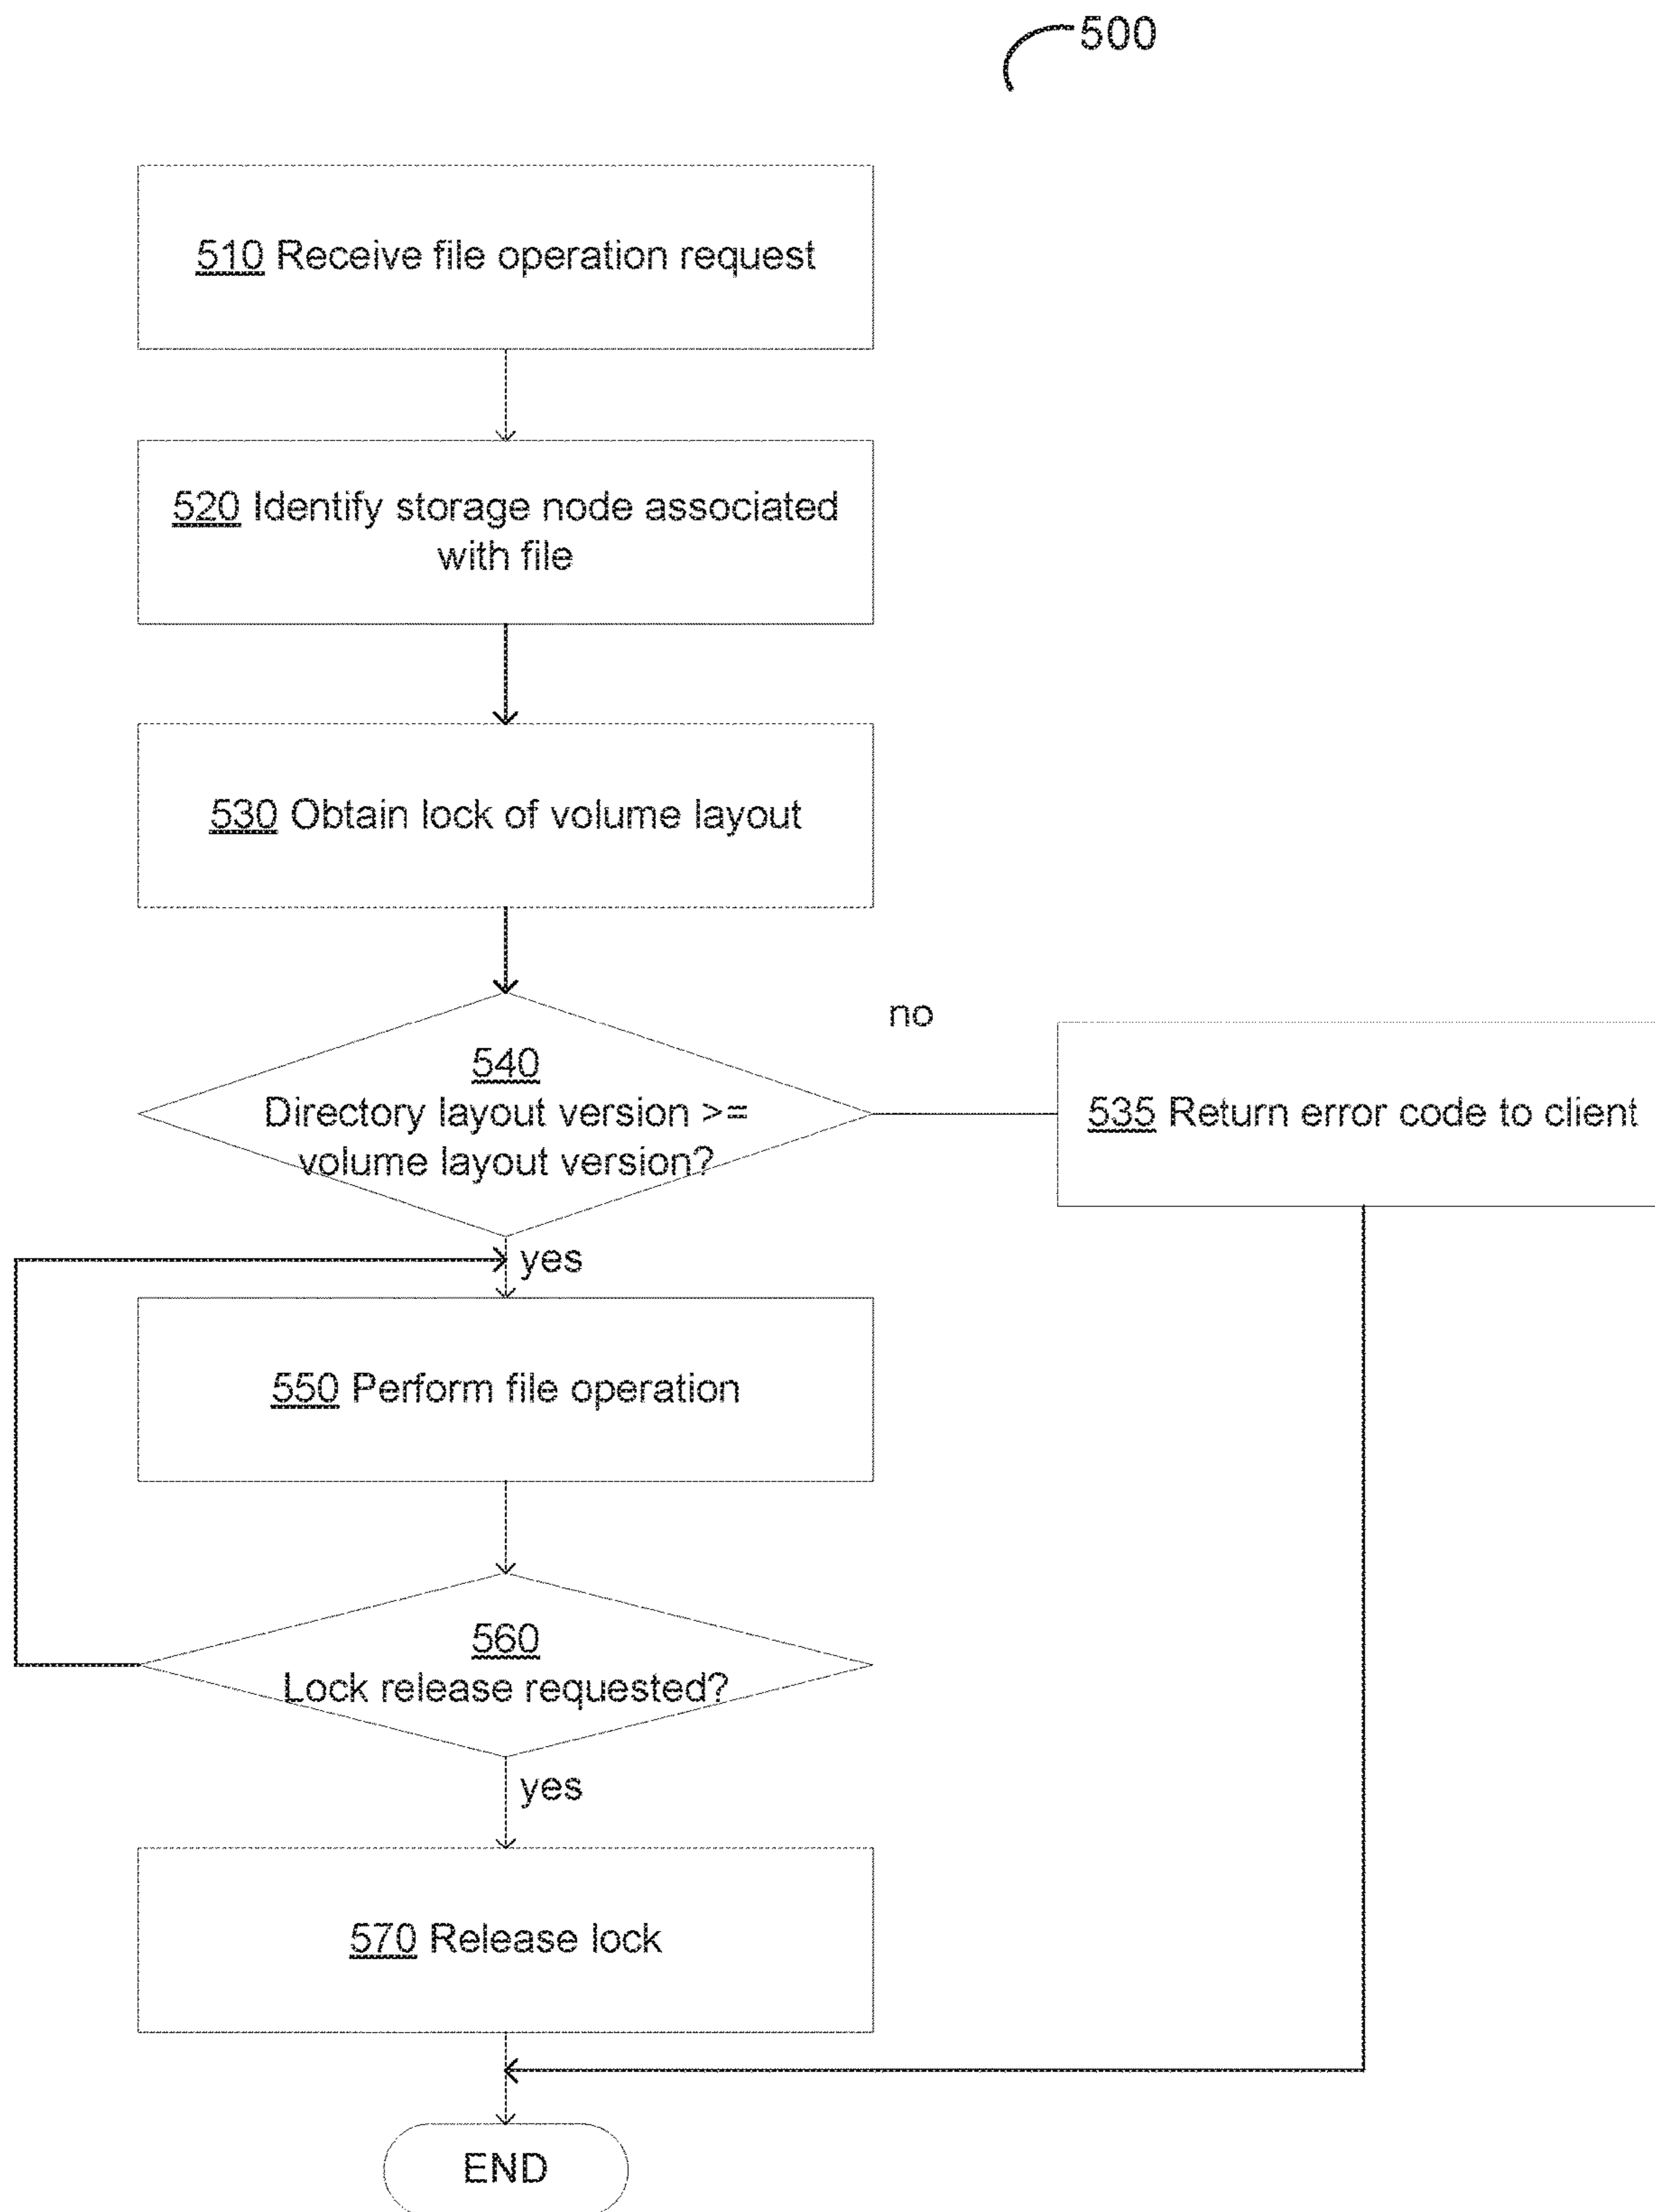 500
510 Receive file operation request
520 Identify storage node associated
with file
530 Obtain lock of volume layout
no
540
Directory layout version >=
volume layout version?
535 Return error code to client
yes
550 Perform file operation
560
Lock release requested?
yes
570 Release lock
END